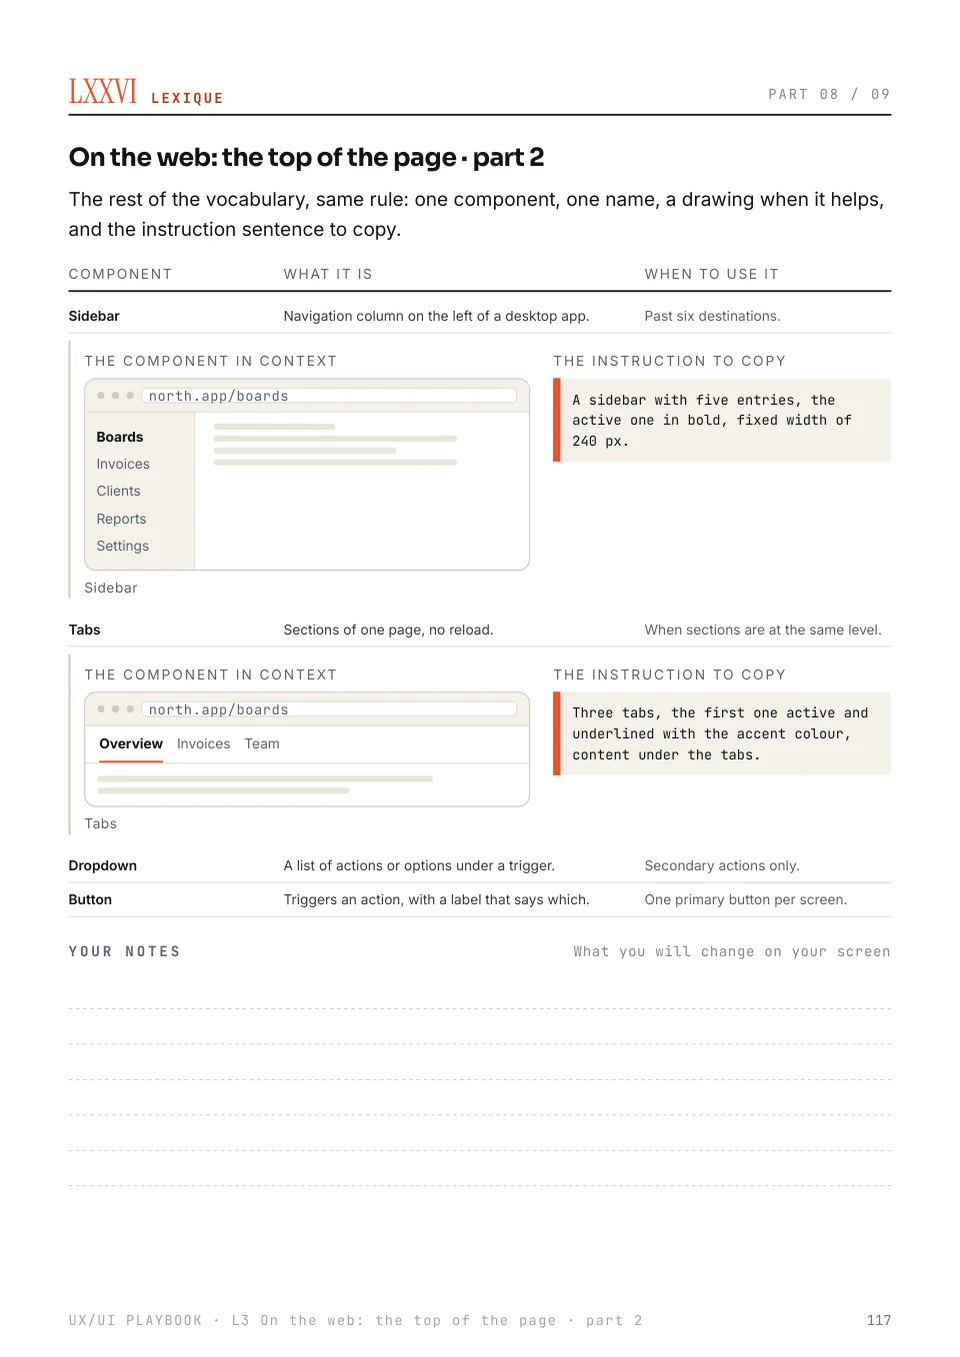 LXXVI LEXIQUE
PART 08 / 09
On the web: the top of the page · part 2
The rest of the vocabulary, same rule: one component, one name, a drawing when it helps,
and the instruction sentence to copy.
COMPONENT WHAT IT IS WHEN TO USE IT
Sidebar Navigation column on the left of a desktop app. Past six destinations.
THE COMPONENT IN CONTEXT
north.app/boards
Boards
Invoices
Clients
Reports
Settings
Sidebar
THE INSTRUCTION TO COPY
A sidebar with five entries, the
active one in bold, fixed width of
240 px.
Tabs Sections of one page, no reload. When sections are at the same level.
THE COMPONENT IN CONTEXT
north.app/boards
Overview Invoices Team
Tabs
THE INSTRUCTION TO COPY
Three tabs, the first one active and
underlined with the accent colour,
content under the tabs.
Dropdown A list of actions or options under a trigger. Secondary actions only.
Button Triggers an action, with a label that says which. One primary button per screen.
YOUR NOTES What you will change on your screen
UX/UI PLAYBOOK · L3 On the web: the top of the page · part 2 117